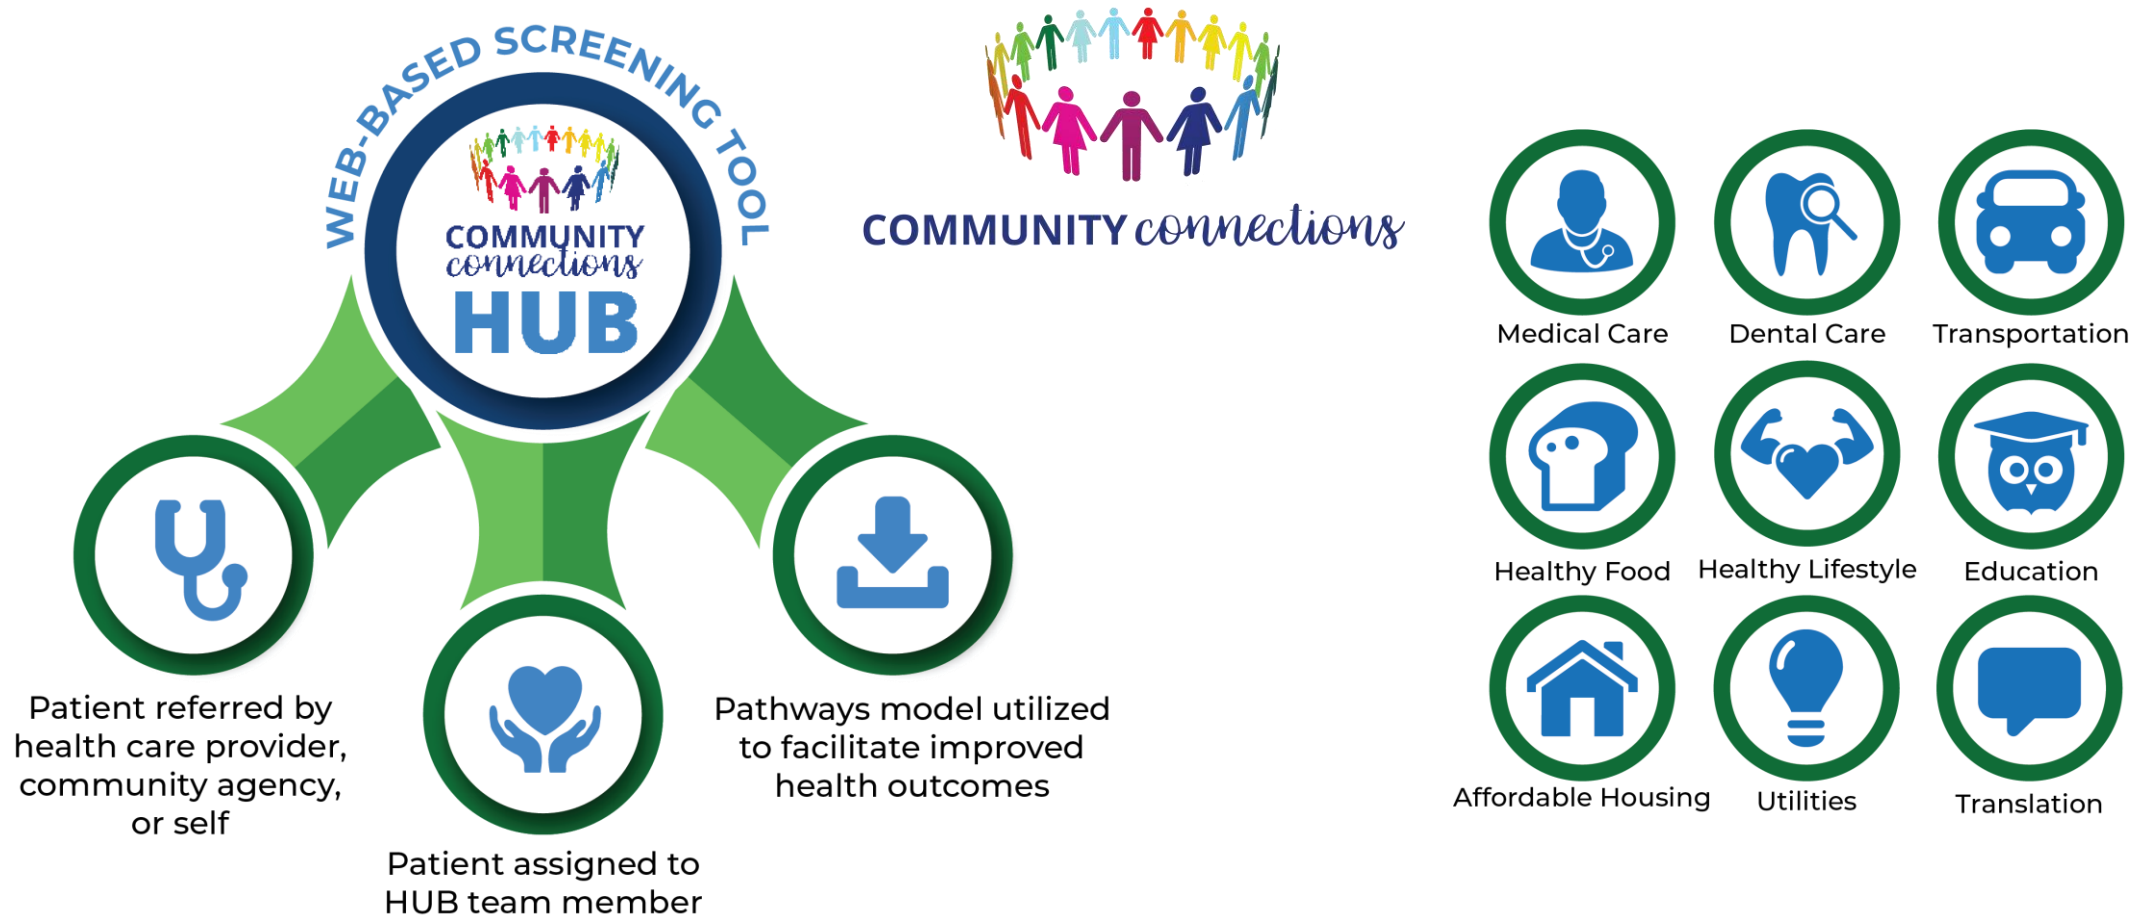 WEB-BASED SCREENING TOOL
COMMUNITY
connections
HUB
Patient referred by
health care provider,
community agency,
or self
Patient assigned to
HUB team member
Pathways model utilized
to facilitate improved
health outcomes
COMMUNITY connections
Medical Care
Dental Care
Transportation
Healthy Food
Healthy Lifestyle
Education
Affordable Housing
Utilities
Translation